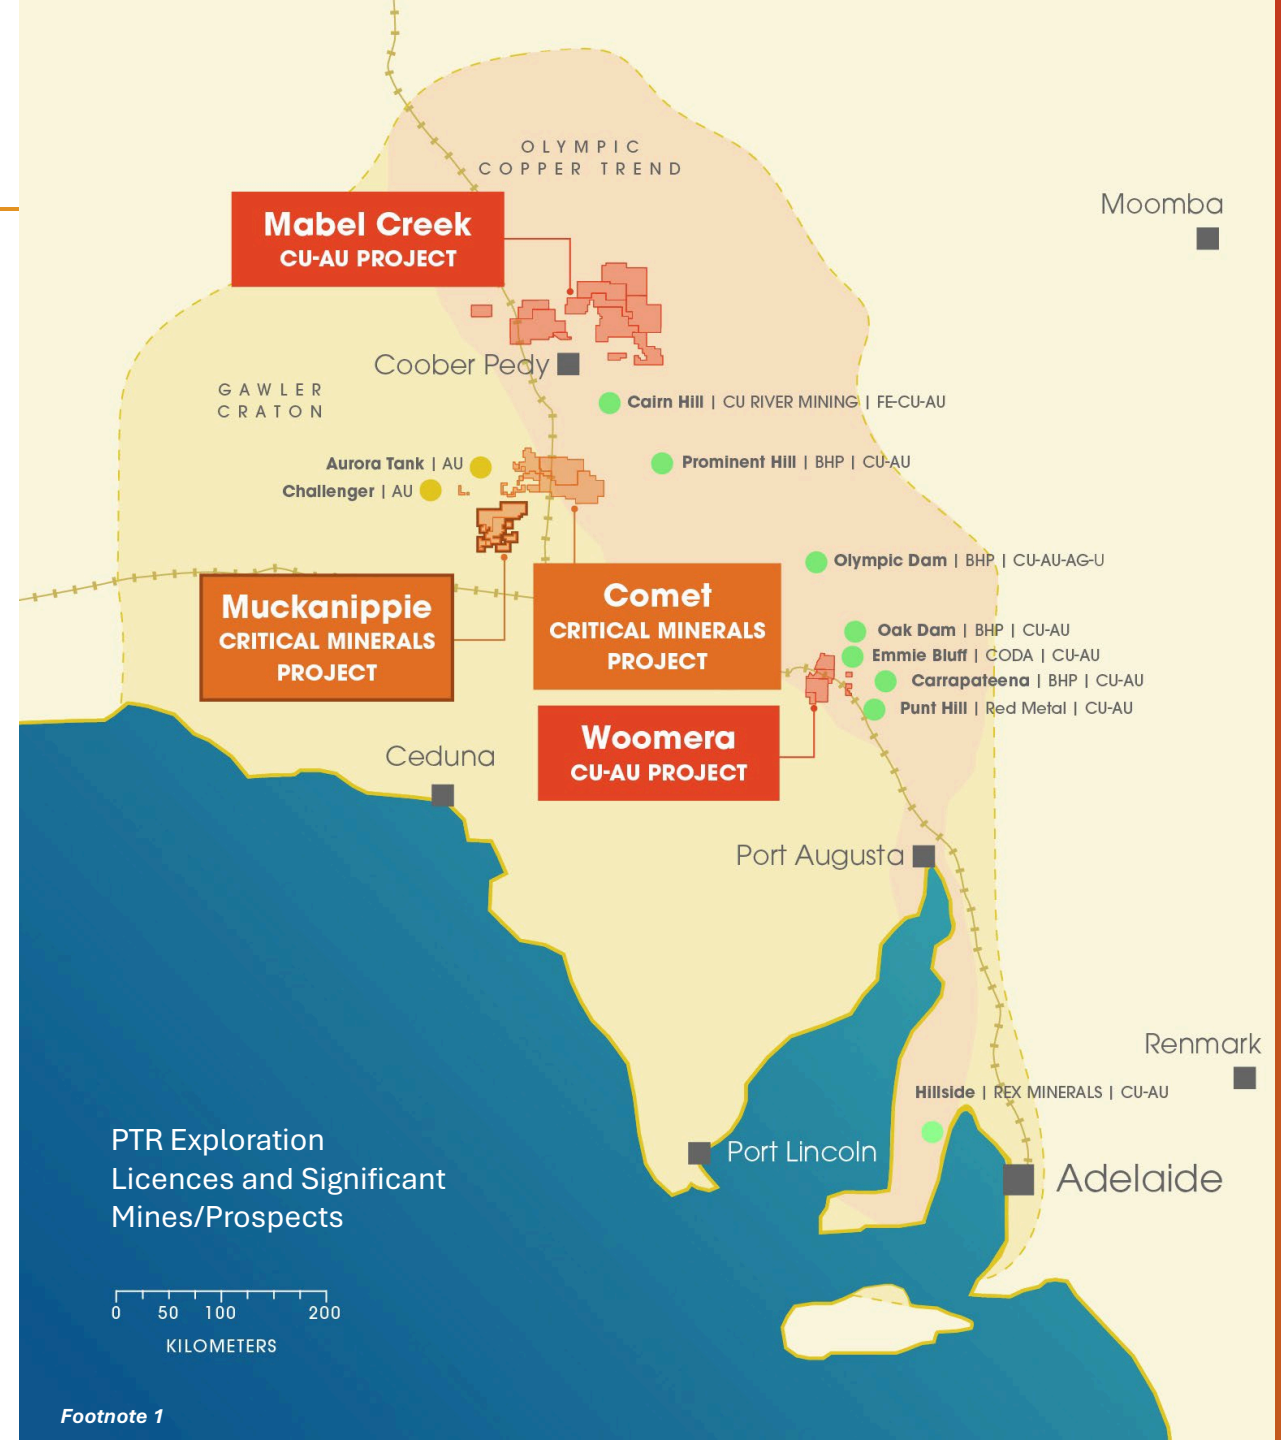 OLYMPIC
COPPER TREND
Moomba
Mabel Creek
CU-AU PROJECT
Coober Pedy
GAWLER
CRATON
Cairn Hill | CU RIVER MINING | FE-CU-AU
Aurora Tank | AU
Prominent Hill | BHP | CU-AU
Challenger | AU
Olympic Dam | BHP | CU-AU-AG-U
Muckanippie
CRITICAL MINERALS
PROJECT
Comet
CRITICAL MINERALS
PROJECT
Oak Dam | BHP | CU-AU
Emmie Bluff | CODA | CU-AU
Carrapateena | BHP | CU-AU
Punt Hill | Red Metal | CU-AU
Woomera
CU-AU PROJECT
Ceduna
Port Augusta
Renmark
Hillside | REX MINERALS | CU-AU
Port Lincoln
Adelaide
PTR Exploration
Licences and Significant
Mines/Prospects
0 50 100 200
KILOMETERS
Footnote 1